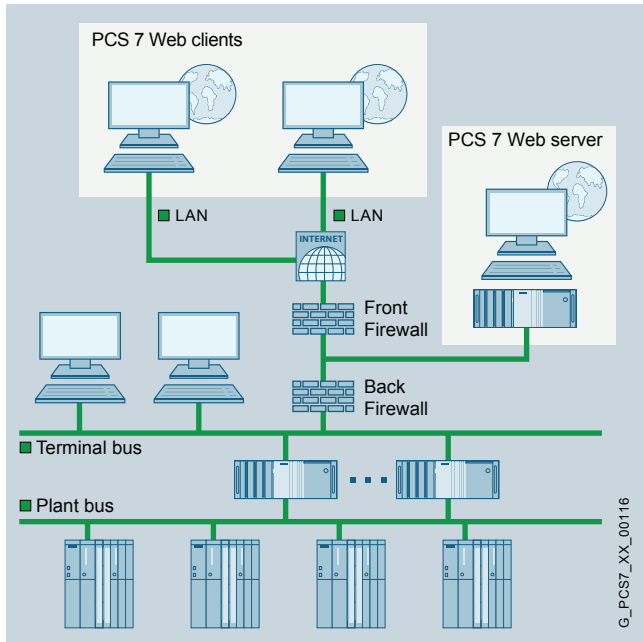 PCS 7 Web clients
PCS 7 Web server
LAN
LAN
INTERNET
Front
Firewall
Back
Firewall
Terminal bus
Plant bus
G_PCS7_XX_00116